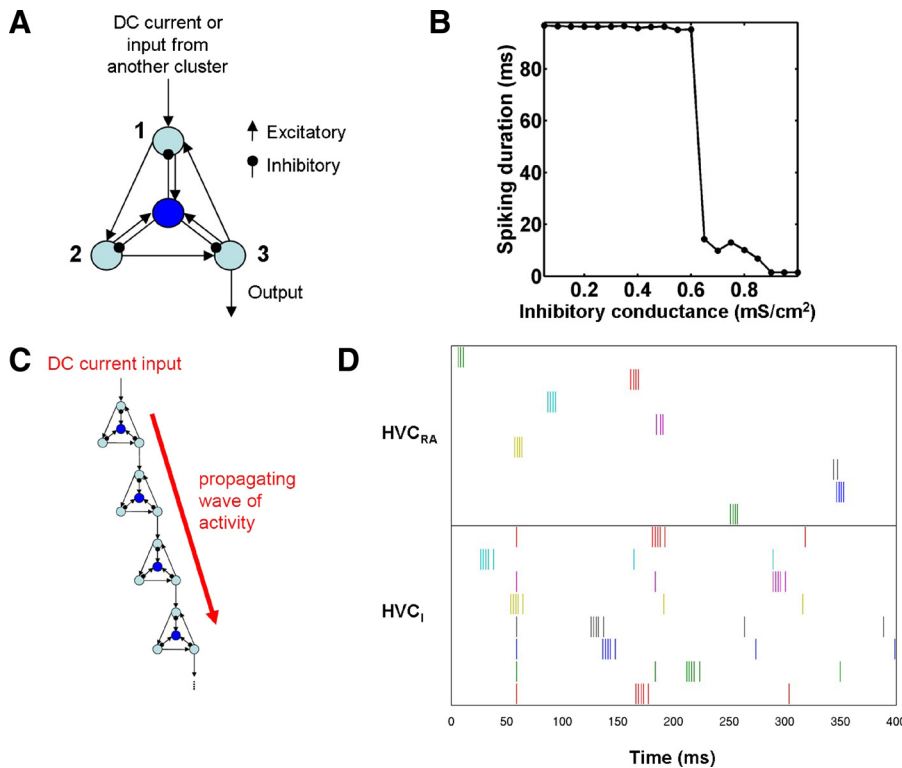 A
DC current or
input from
another cluster
1
Excitatory
Inhibitory
2
3
Output
B
Spiking duration (ms)
80
60
40
20
0
0.2
0.4
0.6
0.8
Inhibitory conductance (mS/cm²)
C
DC current input
propagating
wave of
activity
D
HVC_RA
HVC_I
0
50
100
150
200
250
300
350
400
Time (ms)